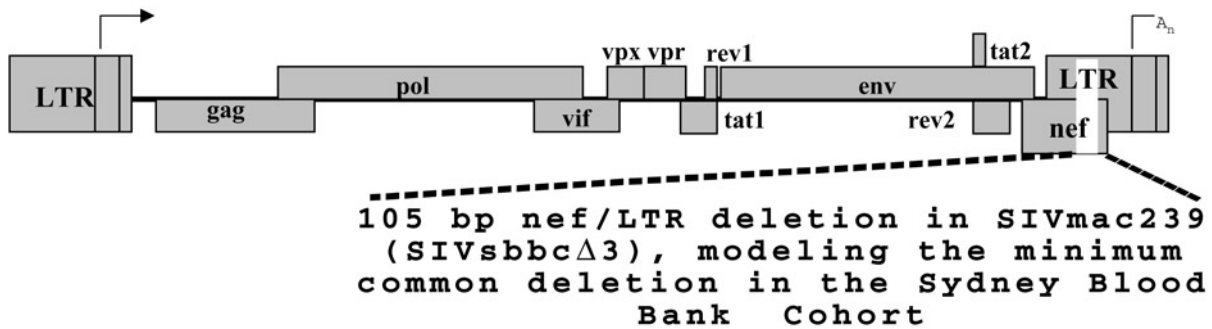 An
vpx vpr rev1 tat2
LTR pol env LTR
gag vif tat1 rev2 nef
105 bp nef/LTR deletion in SIVmac239
(SIVsbbcΔ3), modeling the minimum
common deletion in the Sydney Blood
Bank Cohort